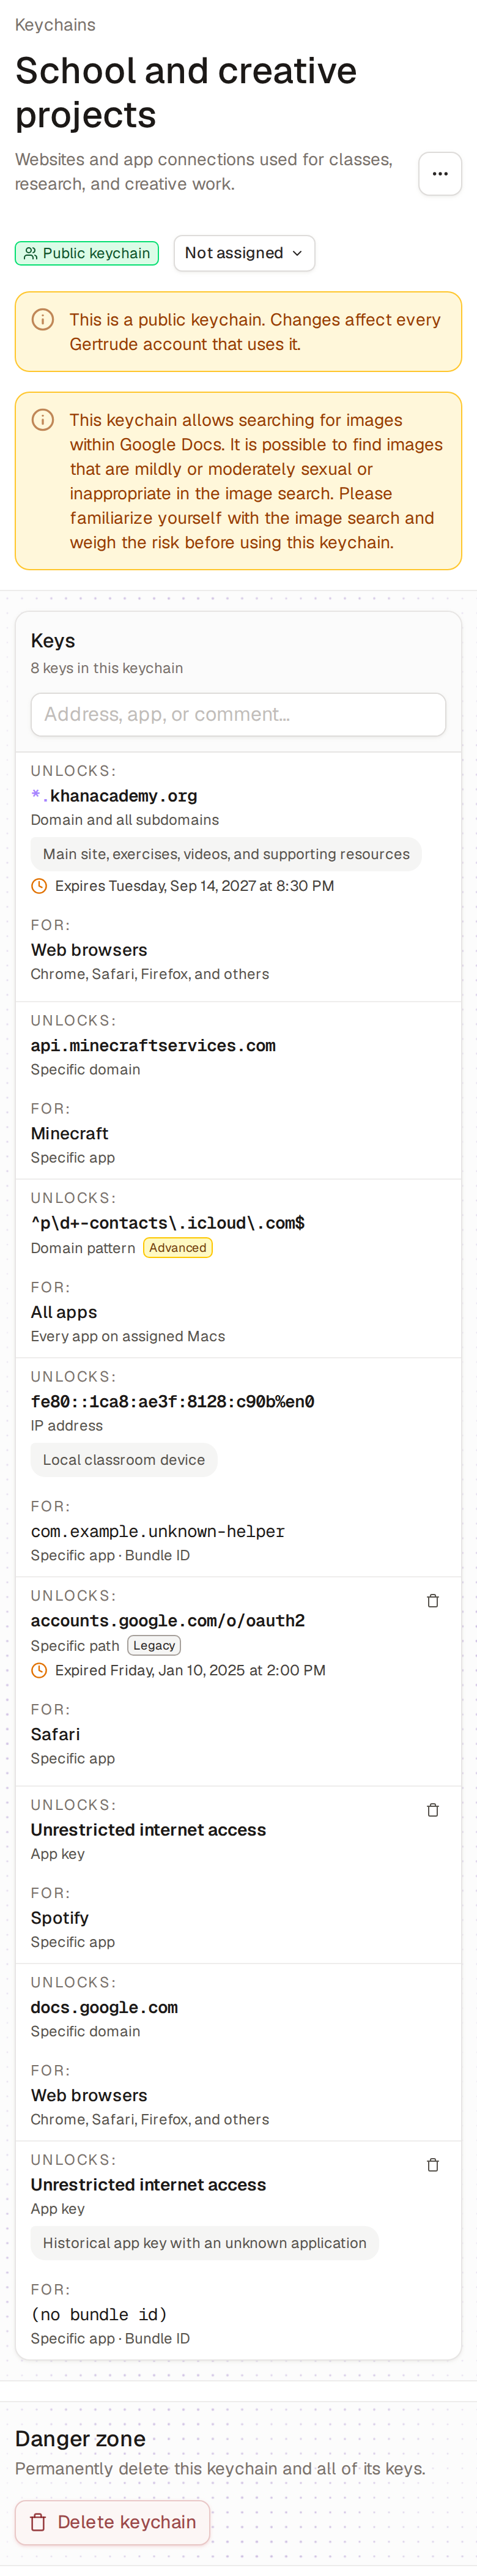 Keychains
School and creative
projects
Websites and app connections used for classes,
research, and creative work.
Public keychain
Not assigned
This is a public keychain. Changes affect every
Gertrude account that uses it.
This keychain allows searching for images
within Google Docs. It is possible to find images
that are mildly or moderately sexual or
inappropriate in the image search. Please
familiarize yourself with the image search and
weigh the risk before using this keychain.
Keys
8 keys in this keychain
Address, app, or comment...
UNLOCKS:
*.khanacademy.org
Domain and all subdomains
Main site, exercises, videos, and supporting resources
Expires Tuesday, Sep 14, 2027 at 8:30 PM
FOR:
Web browsers
Chrome, Safari, Firefox, and others
UNLOCKS:
api.minecraftservices.com
Specific domain
FOR:
Minecraft
Specific app
UNLOCKS:
^p\d+-contacts\.icloud\.com$
Domain pattern Advanced
FOR:
All apps
Every app on assigned Macs
UNLOCKS:
fe80::1ca8:ae3f:8128:c90b%en0
IP address
Local classroom device
FOR:
com.example.unknown-helper
Specific app · Bundle ID
UNLOCKS:
accounts.google.com/o/oauth2
Specific path Legacy
Expired Friday, Jan 10, 2025 at 2:00 PM
FOR:
Safari
Specific app
UNLOCKS:
Unrestricted internet access
App key
FOR:
Spotify
Specific app
UNLOCKS:
docs.google.com
Specific domain
FOR:
Web browsers
Chrome, Safari, Firefox, and others
UNLOCKS:
Unrestricted internet access
App key
Historical app key with an unknown application
FOR:
(no bundle id)
Specific app · Bundle ID
Danger zone
Permanently delete this keychain and all of its keys.
Delete keychain